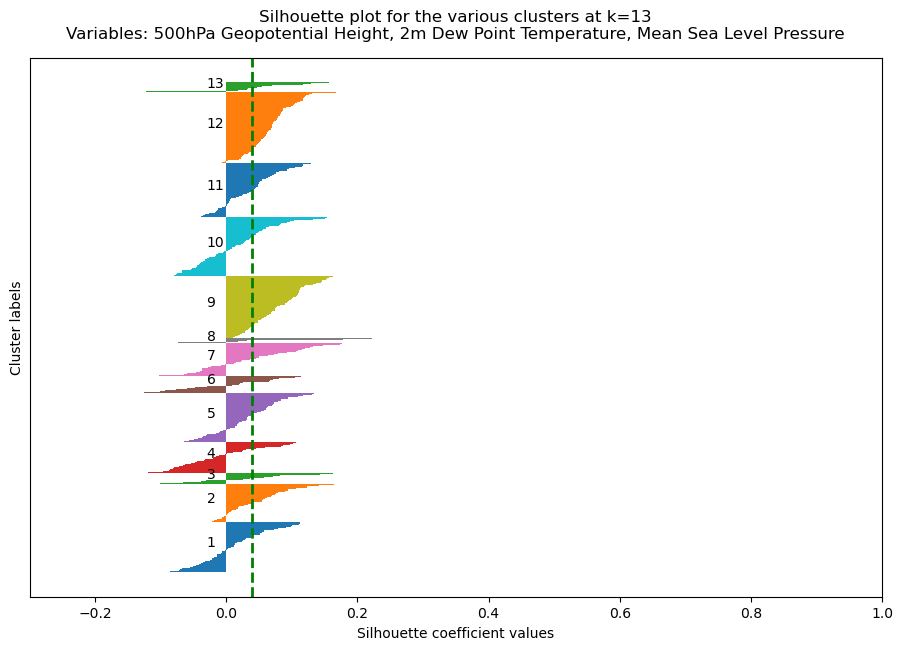 Silhouette plot for the various clusters at k=13
Variables: 500hPa Geopotential Height, 2m Dew Point Temperature, Mean Sea Level Pressure
Cluster labels
13
12
11
10
9
8
7
6
5
4
3
2
1
−0.2 0.0 0.2 0.4 0.6 0.8 1.0
Silhouette coefficient values